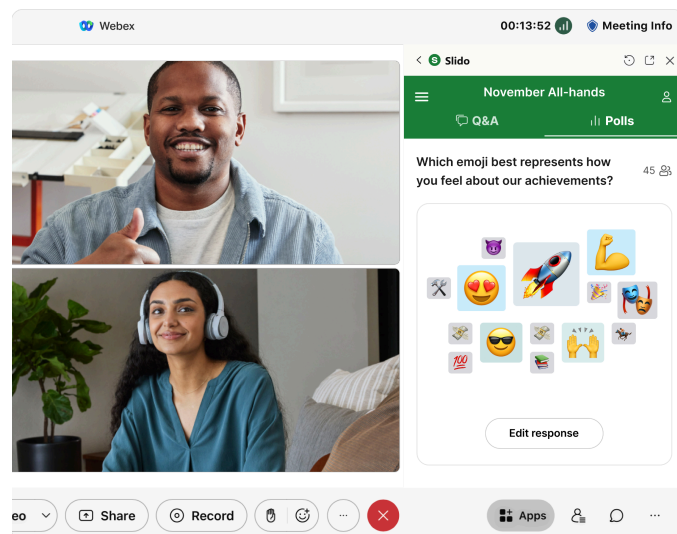 Webex
00:13:52
Meeting Info
S Slido
November All-hands
Q&A
Polls
Which emoji best represents how
you feel about our achievements?
45
100
Edit response
eo
Share
Record
...
Apps
...